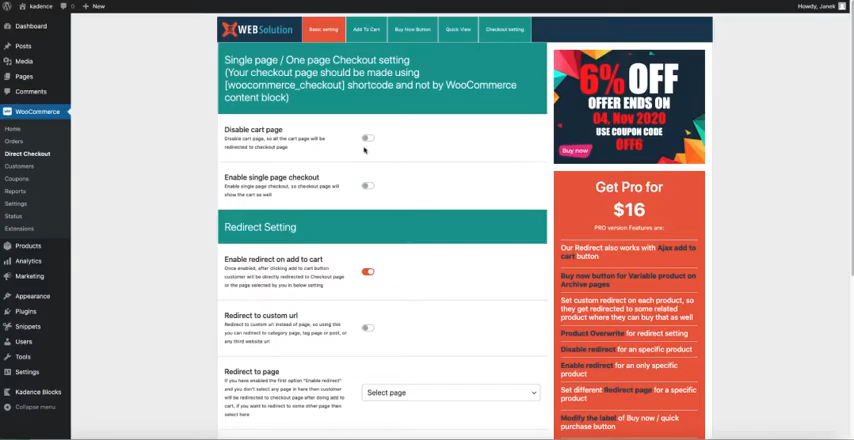 kadence
0
New
Howdy, Janek
Dashboard
Posts
Media
Pages
Comments
WooCommerce
Home
Orders
Direct Checkout
Customers
Coupons
Reports
Settings
Status
Extensions
Products
Analytics
Marketing
Appearance
Plugins
Snippets
Users
Tools
Settings
Kadence Blocks
Collapse menu
WEBSolution
Basic setting
Add To Cart
Buy Now Button
Quick View
Checkout setting
Single page / One page Checkout setting
(Your checkout page should be made using
[woocommerce_checkout] shortcode and not by WooCommerce
content block)
Disable cart page
Disable cart page, so all the cart page will be
redirected to checkout page
Enable single page checkout
Enable single page checkout, so checkout page will
show the cart as well
Redirect Setting
Enable redirect on add to cart
Once enabled, after clicking add to cart button
customer will be directly redirected to Checkout page
or the page selected by you in below setting
Redirect to custom url
Redirect to custom url instead of page, so using this
you can redirect to category page, tag page or post, or
any third website url
Redirect to page
If you have enabled the first option "Enable redirect"
and you don't select any page in here then customer
will be redirected to checkout page after doing add to
cart, if you want to redirect to some other page then
select here
Select page
6% OFF
OFFER ENDS ON
04, Nov 2020
USE COUPON CODE
OFF6
Buy now
Get Pro for
$16
PRO version Features are:
Our Redirect also works with Ajax add to
cart button
Buy now button for Variable product on
Archive pages
Set custom redirect on each product, so
they get redirected to some related
product where they can buy that as well
Product Overwrite for redirect setting
Disable redirect for an specific product
Enable redirect for an only specific
product
Set different Redirect page for a specific
product
Modify the label of Buy now / quick
purchase button